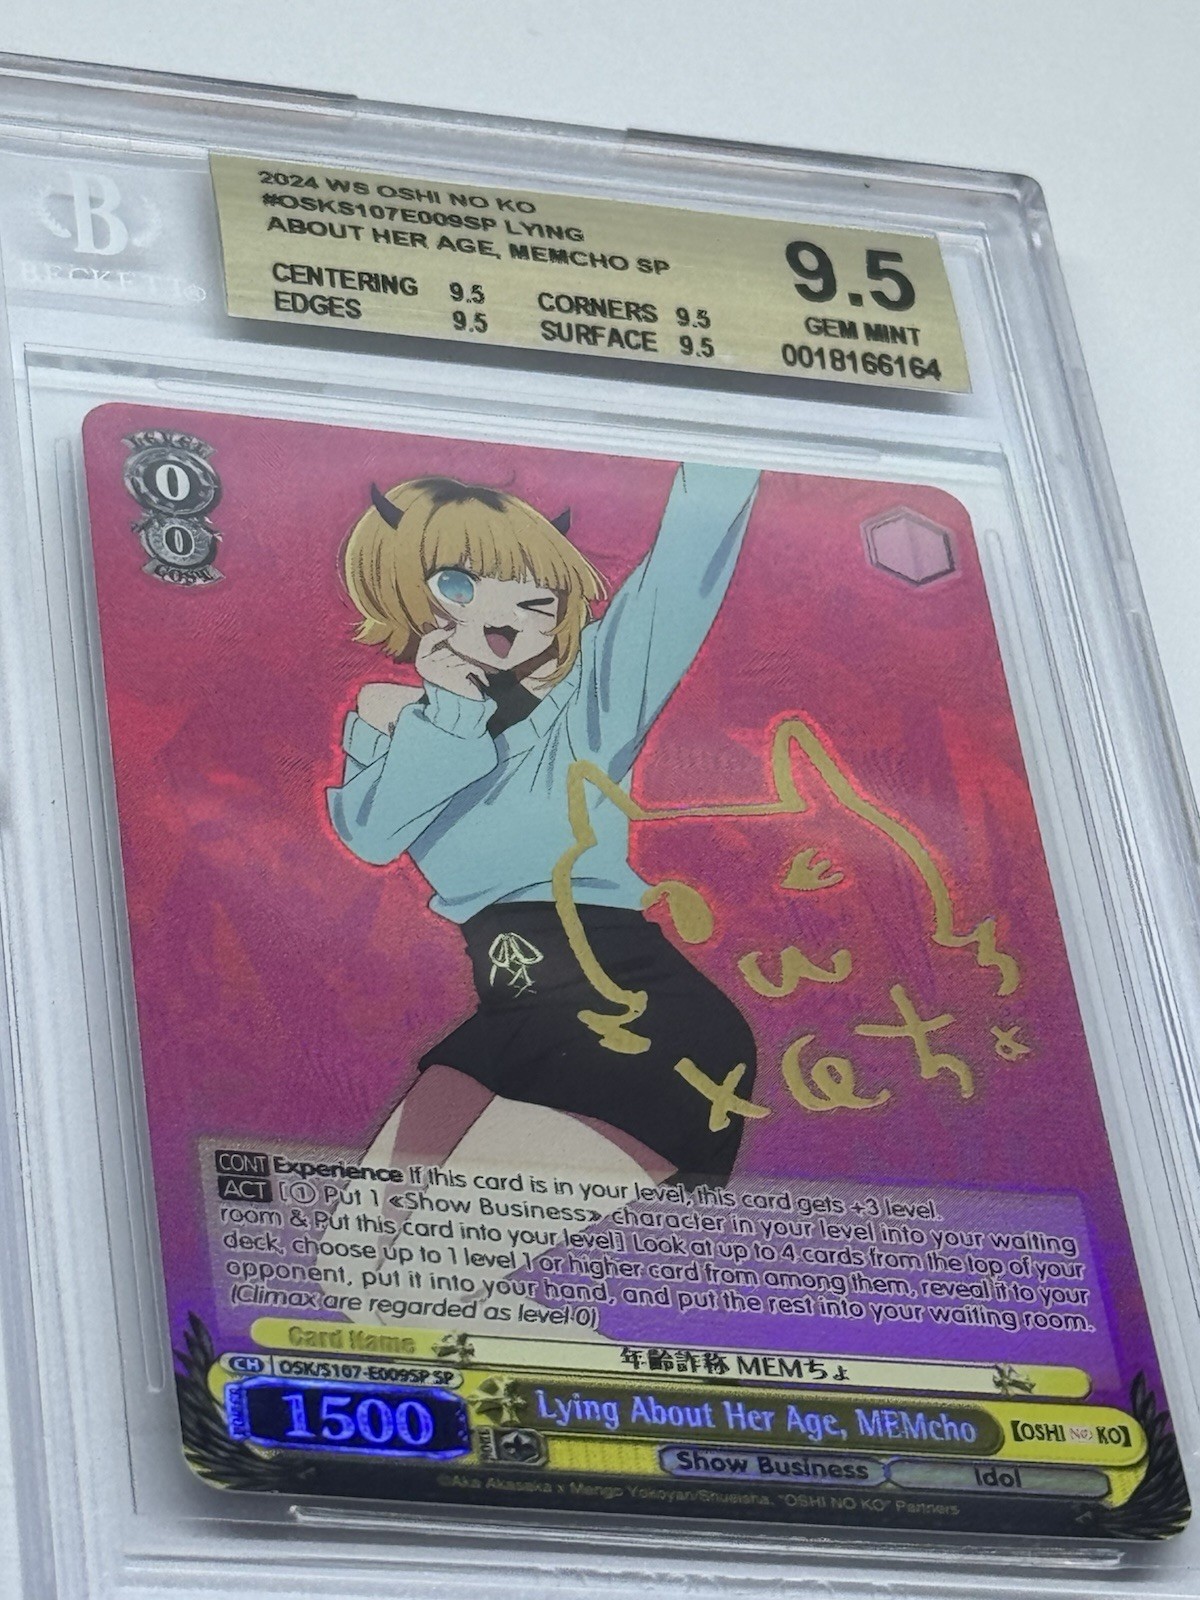 B
BECKETT®
2024 WS OSHI NO KO
#OSKS107E009SP LYING
ABOUT HER AGE, MEMCHO SP
CENTERING 9.5 CORNERS 9.5
EDGES 9.5 SURFACE 9.5
9.5
GEM MINT
0018166164
LEVEL
0
0
COST
メムちょ
CONT Experience If this card is in your level, this card gets +3 level.
ACT [① Put 1 «Show Business» character in your level into your waiting
room & Put this card into your level] Look at up to 4 cards from the top of your
deck, choose up to 1 level 1 or higher card from among them, reveal it to your
opponent, put it into your hand, and put the rest into your waiting room.
(Climax are regarded as level 0)
Card Name 年齢詐称 MEMちょ
CH OSK/S107-E009SP SP
1500 Lying About Her Age, MEMcho 【OSHI NO KO】
Show Business Idol
©Aka Akasaka x Mengo Yokoyari/Shueisha, "OSHI NO KO" Partners